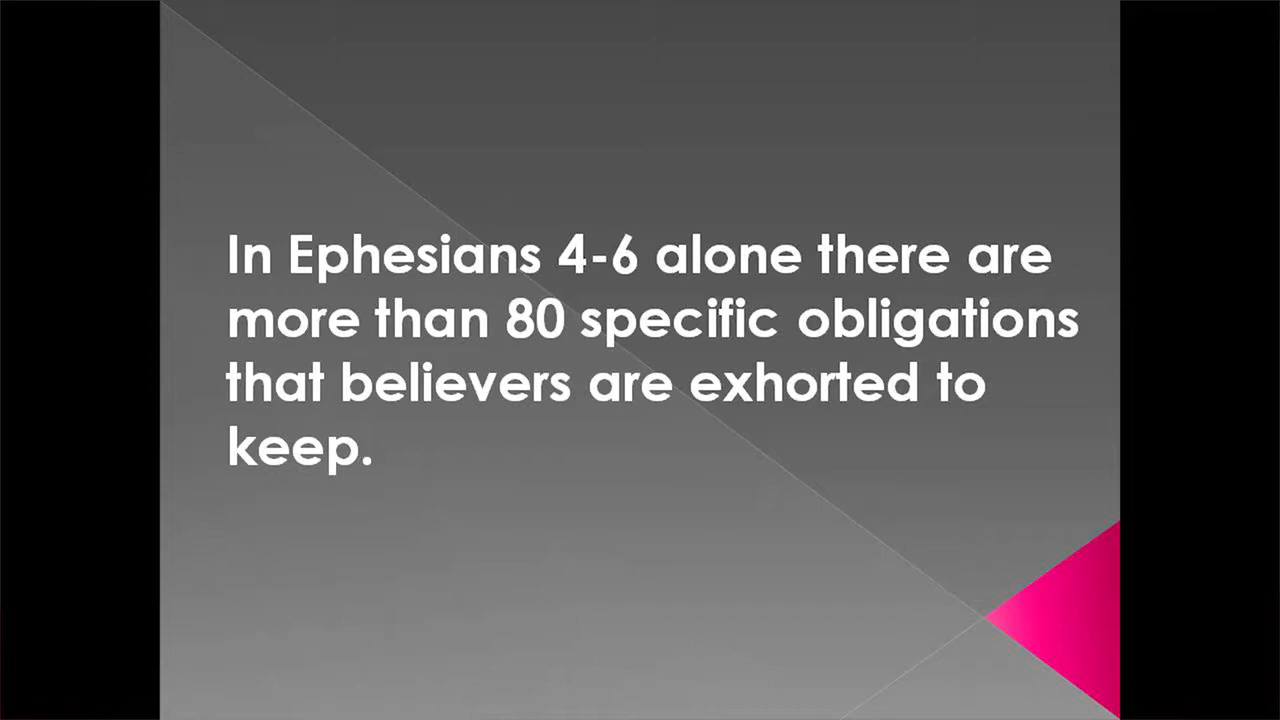 In Ephesians 4-6 alone there are
more than 80 specific obligations
that believers are exhorted to
keep.